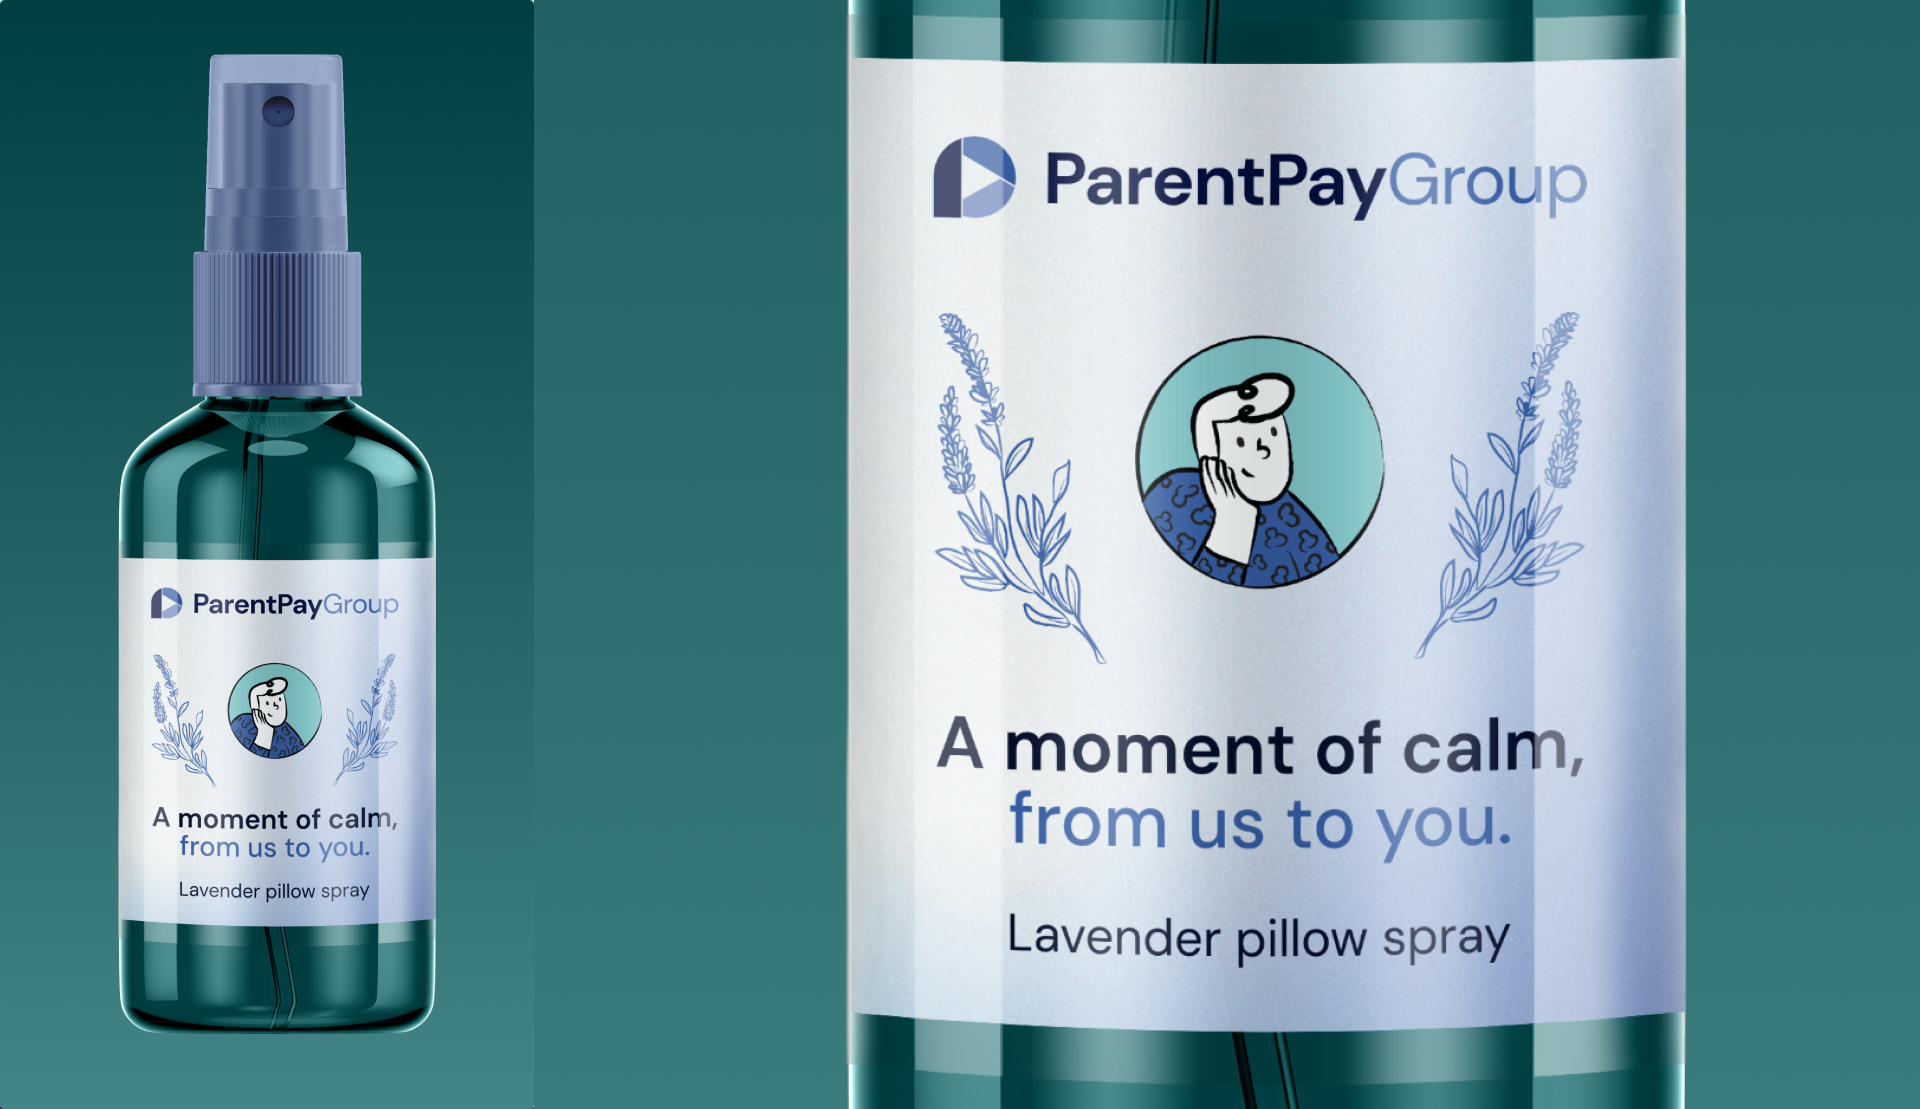 ParentPayGroup
A moment of calm,
from us to you.
Lavender pillow spray
ParentPayGroup
A moment of calm,
from us to you.
Lavender pillow spray